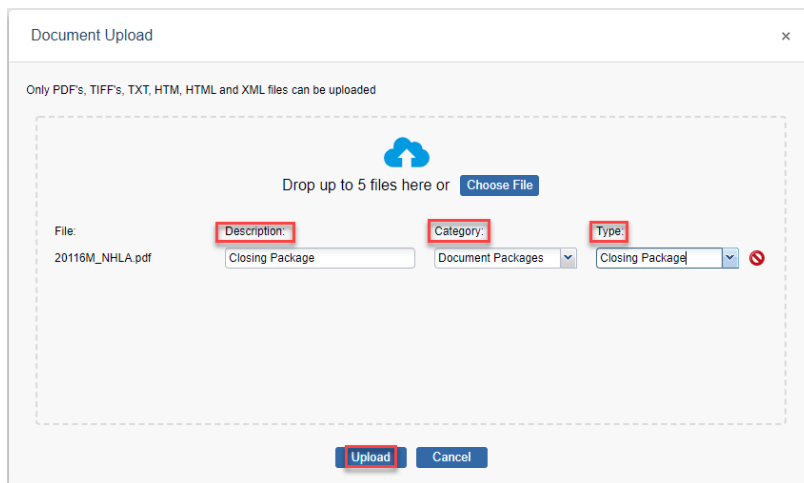 Document Upload ×
Only PDF's, TIFF's, TXT, HTM, HTML and XML files can be uploaded
Drop up to 5 files here or Choose File
File: Description: Category: Type:
20116M_NHLA.pdf Closing Package Document Packages Closing Package
Upload Cancel